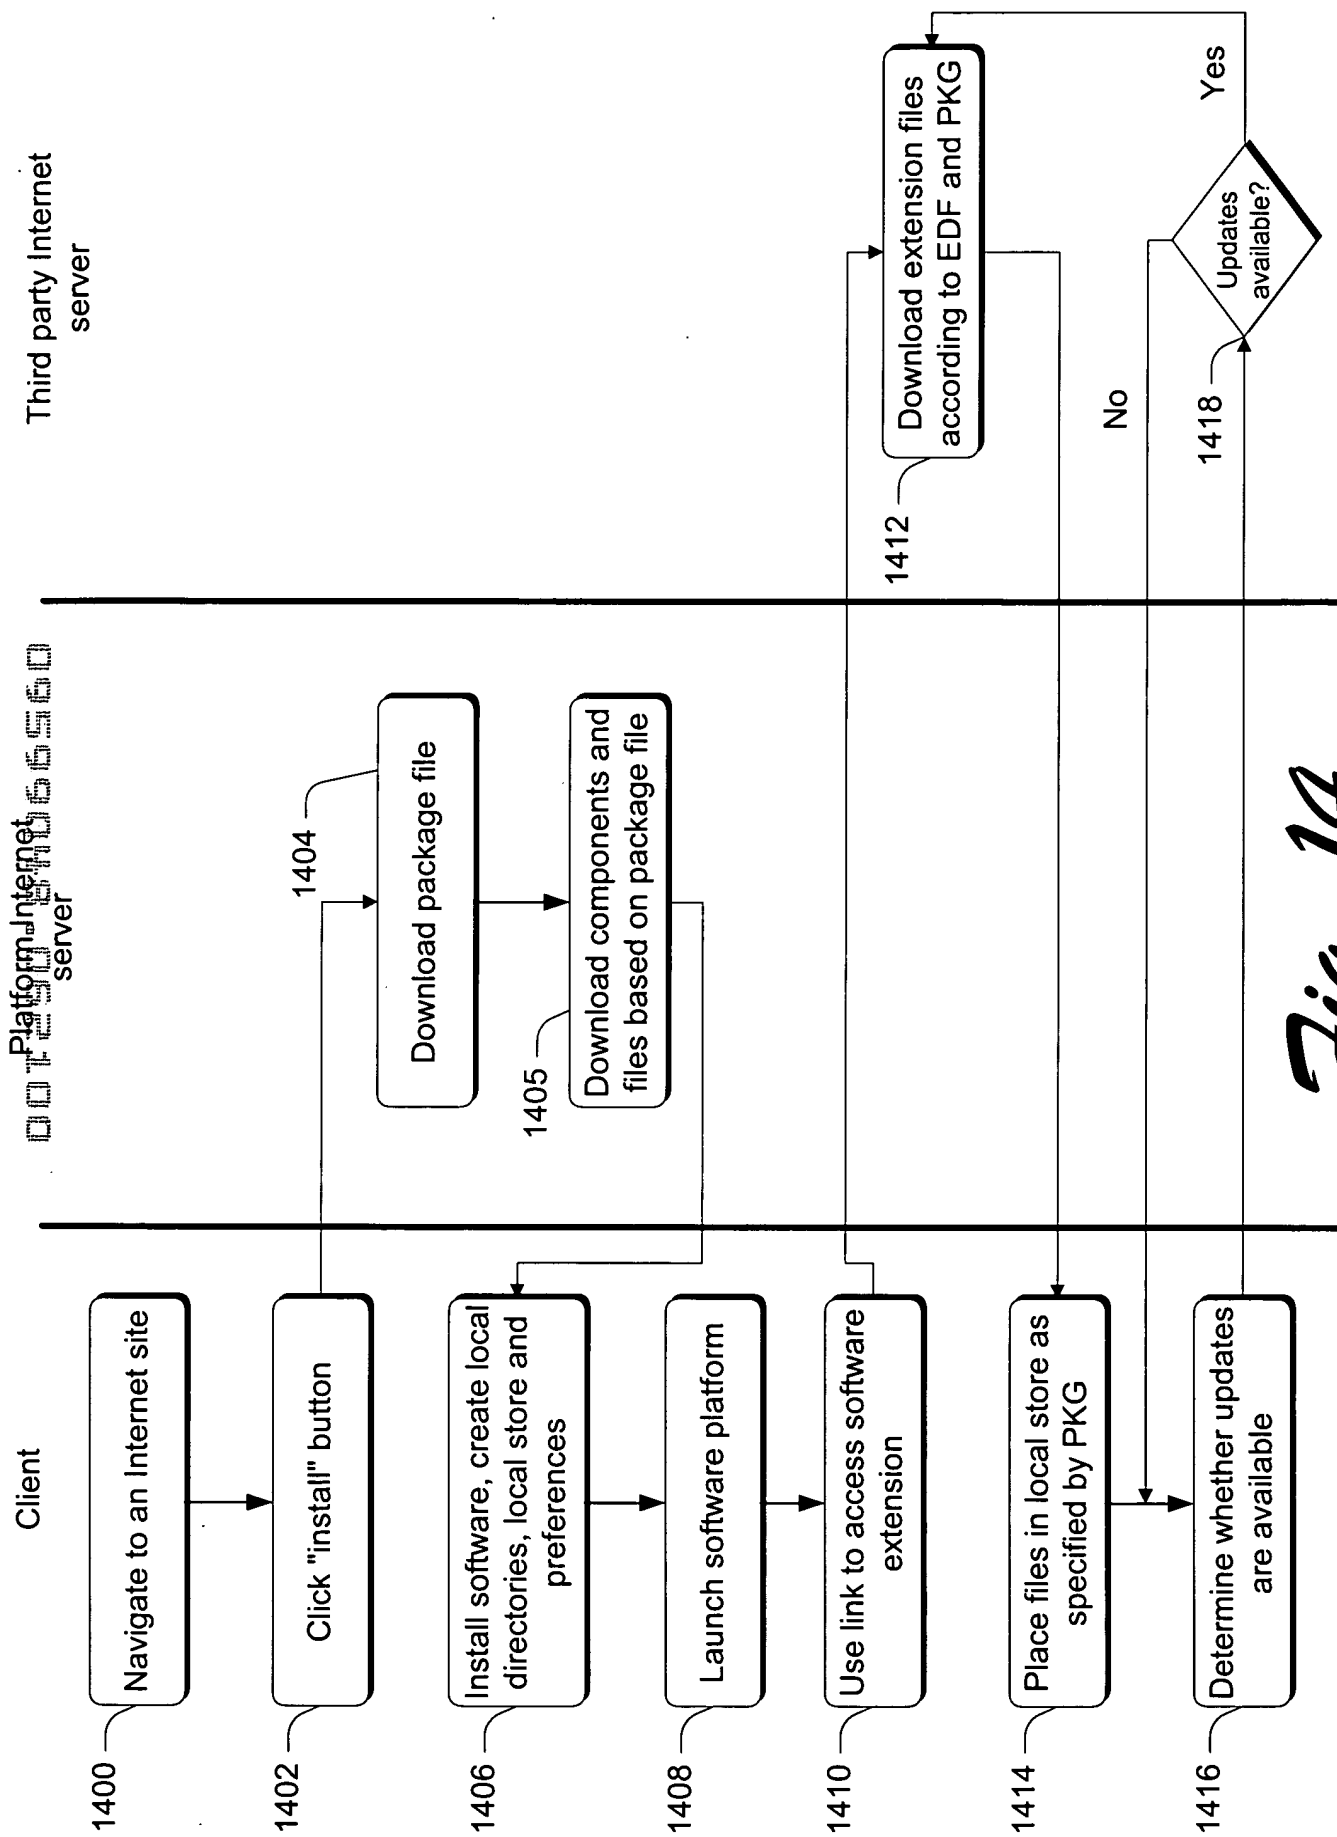 Client
Platform Internet
server
Third party Internet
server
1400
Navigate to an Internet site
1402
Click "install" button
1404
Download package file
1405
Download components and
files based on package file
1406
Install software, create local
directories, local store and
preferences
1408
Launch software platform
1410
Use link to access software
extension
1412
Download extension files
according to EDF and PKG
1414
Place files in local store as
specified by PKG
1416
Determine whether updates
are available
1418
Updates
available?
Yes
No
Fig. 14